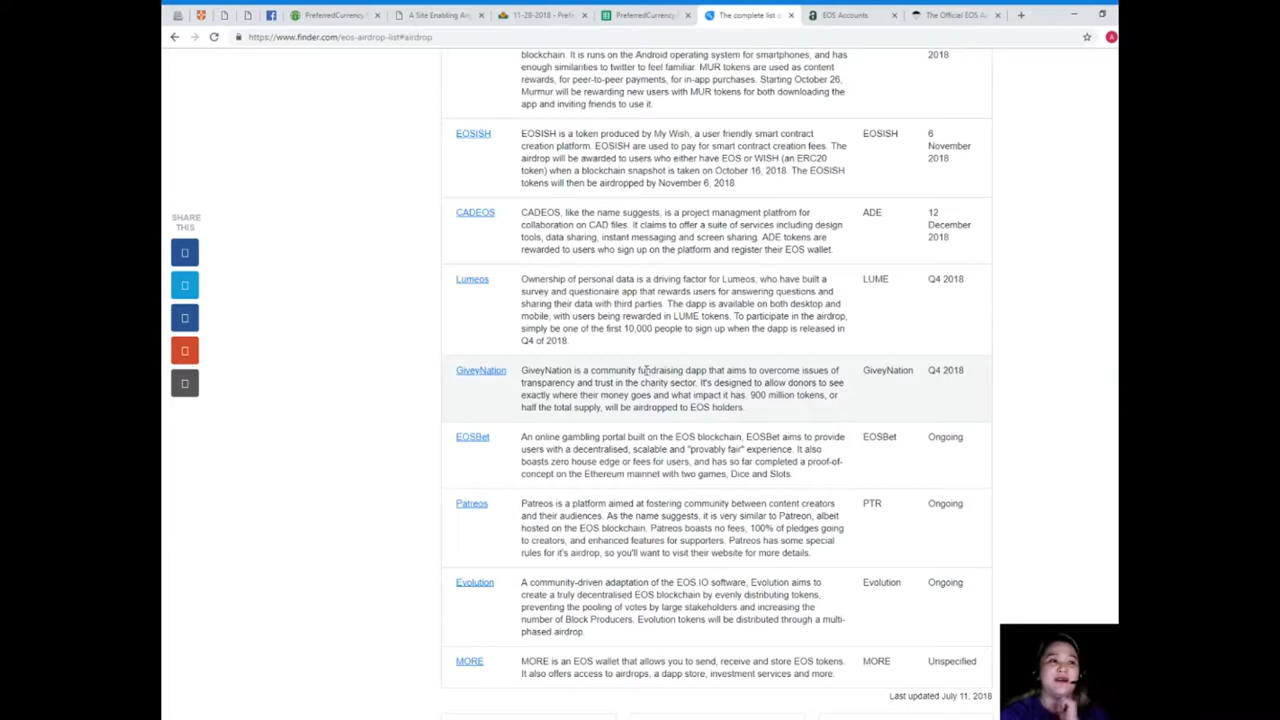 PreferredCurrency/
A Site Enabling An
11-28-2018 - Pref
PreferredCurrency
The complete list o
EOS Accounts
The Official EOS Ai
https://www.finder.com/eos-airdrop-list#airdrop
A
blockchain. It is runs on the Android operating system for smartphones, and has
enough similarities to twitter to feel familiar. MUR tokens are used as content
rewards, for peer-to-peer payments, for in-app purchases. Starting October 26,
Murmur will be rewarding new users with MUR tokens for both downloading the
app and inviting friends to use it.
2018
EOSISH
EOSISH is a token produced by My Wish, a user friendly smart contract
creation platform. EOSISH are used to pay for smart contract creation fees. The
airdrop will be awarded to users who either have EOS or WISH (an ERC20
token) when a blockchain snapshot is taken on October 16, 2018. The EOSISH
tokens will then be airdropped by November 6, 2018.
EOSISH
6
November
2018
SHARE
THIS
CADEOS
CADEOS, like the name suggests, is a project managment platfrom for
collaboration on CAD files. It claims to offer a suite of services including design
tools, data sharing, instant messaging and screen sharing. ADE tokens are
rewarded to users who sign up on the platform and register their EOS wallet.
ADE
12
December
2018
Lumeos
Ownership of personal data is a driving factor for Lumeos, who have built a
survey and questionaire app that rewards users for answering questions and
sharing their data with third parties. The dapp is available on both desktop and
mobile, with users being rewarded in LUME tokens. To participate in the airdrop,
simply be one of the first 10,000 people to sign up when the dapp is released in
Q4 of 2018.
LUME
Q4 2018
GiveyNation
GiveyNation is a community fundraising dapp that aims to overcome issues of
transparency and trust in the charity sector. It's designed to allow donors to see
exactly where their money goes and what impact it has. 900 million tokens, or
half the total supply, will be airdropped to EOS holders.
GiveyNation
Q4 2018
EOSBet
An online gambling portal built on the EOS blockchain, EOSBet aims to provide
users with a decentralised, scalable and "provably fair" experience. It also
boasts zero house edge or fees for users, and has so far completed a proof-of-
concept on the Ethereum mainnet with two games, Dice and Slots.
EOSBet
Ongoing
Patreos
Patreos is a platform aimed at fostering community between content creators
and their audiences. As the name suggests, it is very similar to Patreon, albeit
hosted on the EOS blockchain. Patreos boasts no fees, 100% of pledges going
to creators, and enhanced features for supporters. Patreos has some special
rules for it's airdrop, so you'll want to visit their website for more details.
PTR
Ongoing
Evolution
A community-driven adaptation of the EOS.IO software, Evolution aims to
create a truly decentralised EOS blockchain by evenly distributing tokens,
preventing the pooling of votes by large stakeholders and increasing the
number of Block Producers. Evolution tokens will be distributed through a multi-
phased airdrop.
Evolution
Ongoing
MORE
MORE is an EOS wallet that allows you to send, receive and store EOS tokens.
It also offers access to airdrops, a dapp store, investment services and more.
MORE
Unspecified
Last updated July 11, 2018